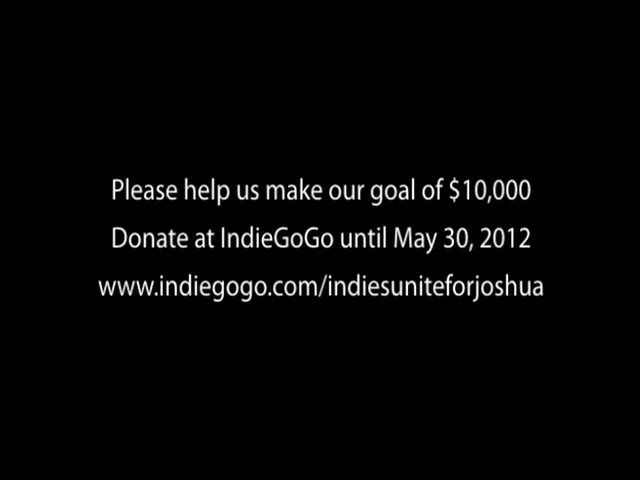 Please help us make our goal of $10,000
Donate at IndieGoGo until May 30, 2012
www.indiegogo.com/indiesuniteforjoshua